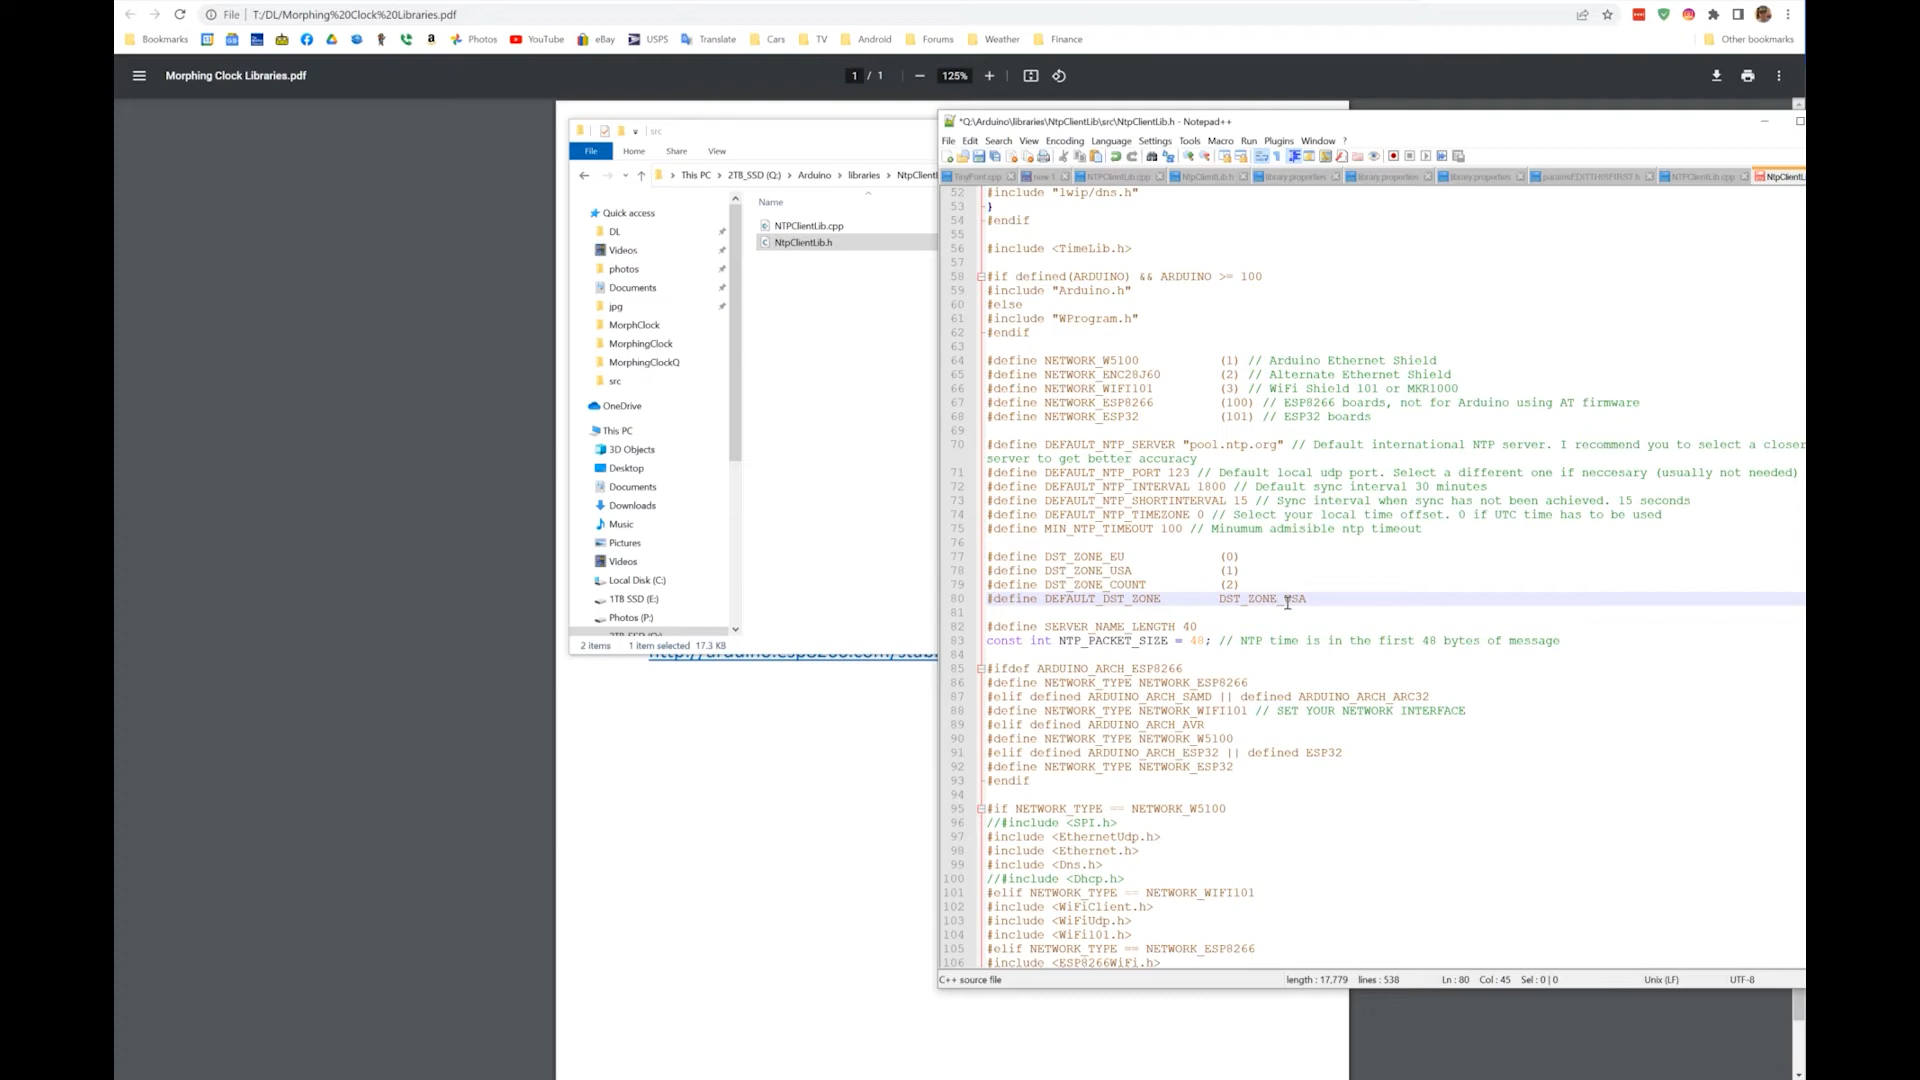 File T:/DL/Morphing%20Clock%20Libraries.pdf
Bookmarks Photos YouTube eBay USPS Translate Cars TV Android Forums Weather Finance Other bookmarks
Morphing Clock Libraries.pdf 1 / 1 125%
src
File Home Share View
This PC 2TB_SSD (Q:) Arduino libraries NtpClientl
Quick access
DL
Videos
photos
Documents
jpg
MorphClock
MorphingClock
MorphingClockQ
src
OneDrive
This PC
3D Objects
Desktop
Documents
Downloads
Music
Pictures
Videos
Local Disk (C:)
1TB SSD (E:)
Photos (P:)
Name
NTPClientLib.cpp
NtpClientLib.h
2 items 1 item selected 17.3 KB
*Q:\Arduino\libraries\NtpClientLib\src\NtpClientLib.h - Notepad++
File Edit Search View Encoding Language Settings Tools Macro Run Plugins Window ?
TinyFont.cpp new 1 NTPClientLib.cpp NtpClientLib.h library.properties library.properties library.properties paramsEDITTHISFIRST.h NTPClientLib.cpp NtpClientL
52 #include "lwip/dns.h"
53 }
54 #endif
55
56 #include <TimeLib.h>
57
58 #if defined(ARDUINO) && ARDUINO >= 100
59 #include "Arduino.h"
60 #else
61 #include "WProgram.h"
62 #endif
63
64 #define NETWORK_W5100 (1) // Arduino Ethernet Shield
65 #define NETWORK_ENC28J60 (2) // Alternate Ethernet Shield
66 #define NETWORK_WIFI101 (3) // WiFi Shield 101 or MKR1000
67 #define NETWORK_ESP8266 (100) // ESP8266 boards, not for Arduino using AT firmware
68 #define NETWORK_ESP32 (101) // ESP32 boards
69
70 #define DEFAULT_NTP_SERVER "pool.ntp.org" // Default international NTP server. I recommend you to select a closer
server to get better accuracy
71 #define DEFAULT_NTP_PORT 123 // Default local udp port. Select a different one if neccesary (usually not needed)
72 #define DEFAULT_NTP_INTERVAL 1800 // Default sync interval 30 minutes
73 #define DEFAULT_NTP_SHORTINTERVAL 15 // Sync interval when sync has not been achieved. 15 seconds
74 #define DEFAULT_NTP_TIMEZONE 0 // Select your local time offset. 0 if UTC time has to be used
75 #define MIN_NTP_TIMEOUT 100 // Minumum admisible ntp timeout
76
77 #define DST_ZONE_EU (0)
78 #define DST_ZONE_USA (1)
79 #define DST_ZONE_COUNT (2)
80 #define DEFAULT_DST_ZONE DST_ZONE_USA
81
82 #define SERVER_NAME_LENGTH 40
83 const int NTP_PACKET_SIZE = 48; // NTP time is in the first 48 bytes of message
84
85 #ifdef ARDUINO_ARCH_ESP8266
86 #define NETWORK_TYPE NETWORK_ESP8266
87 #elif defined ARDUINO_ARCH_SAMD || defined ARDUINO_ARCH_ARC32
88 #define NETWORK_TYPE NETWORK_WIFI101 // SET YOUR NETWORK INTERFACE
89 #elif defined ARDUINO_ARCH_AVR
90 #define NETWORK_TYPE NETWORK_W5100
91 #elif defined ARDUINO_ARCH_ESP32 || defined ESP32
92 #define NETWORK_TYPE NETWORK_ESP32
93 #endif
94
95 #if NETWORK_TYPE == NETWORK_W5100
96 //#include <SPI.h>
97 #include <EthernetUdp.h>
98 #include <Ethernet.h>
99 #include <Dns.h>
100 //#include <Dhcp.h>
101 #elif NETWORK_TYPE == NETWORK_WIFI101
102 #include <WiFiClient.h>
103 #include <WiFiUdp.h>
104 #include <WiFi101.h>
105 #elif NETWORK_TYPE == NETWORK_ESP8266
106 #include <ESP8266WiFi.h>
C++ source file length : 17,779 lines : 538 Ln : 80 Col : 45 Sel : 0 | 0 Unix (LF) UTF-8